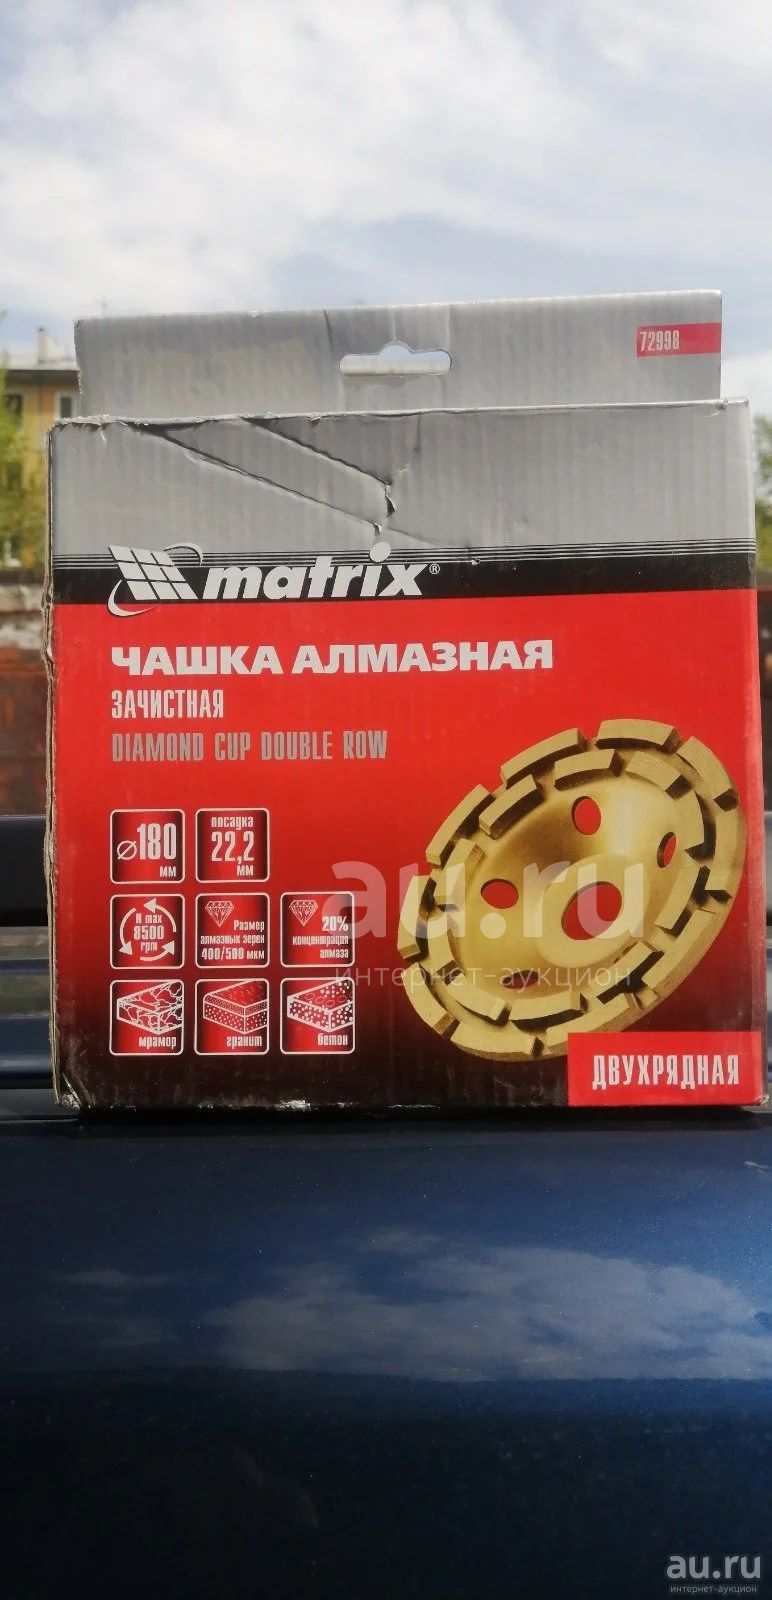 72998
matrix®
ЧАШКА АЛМАЗНАЯ
ЗАЧИСТНАЯ
DIAMOND CUP DOUBLE ROW
⌀180
мм
посадка
22,2
мм
N max
8500
rpm
Размер
алмазных зерен
400/500 мкм
20%
концентрация
алмаза
мрамор
гранит
бетон
ДВУХРЯДНАЯ
au.ru
интернет-аукцион
au.ru
интернет-аукцион